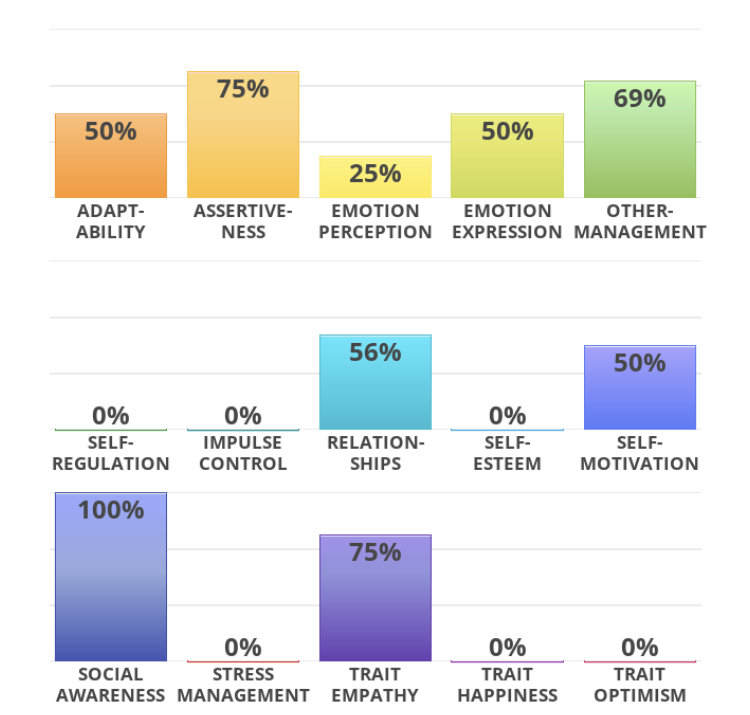 50%
75%
25%
50%
69%
ADAPT-
ABILITY
ASSERTIVE-
NESS
EMOTION
PERCEPTION
EMOTION
EXPRESSION
OTHER-
MANAGEMENT
0%
0%
56%
0%
50%
SELF-
REGULATION
IMPULSE
CONTROL
RELATION-
SHIPS
SELF-
ESTEEM
SELF-
MOTIVATION
100%
0%
75%
0%
0%
SOCIAL
AWARENESS
STRESS
MANAGEMENT
TRAIT
EMPATHY
TRAIT
HAPPINESS
TRAIT
OPTIMISM